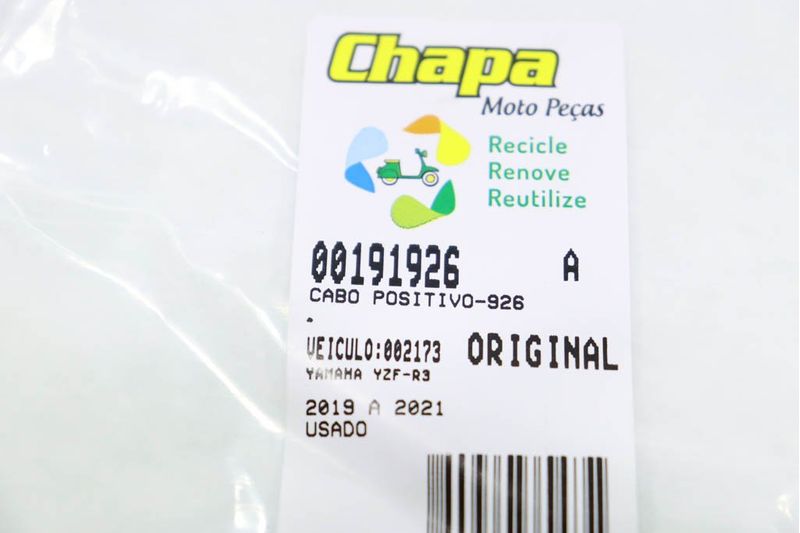 Chapa
Moto Peças
Recicle
Renove
Reutilize
00191926 A
CABO POSITIVO-926
.
VEICULO:002173 ORIGINAL
YAMAHA YZF-R3
2019 A 2021
USADO